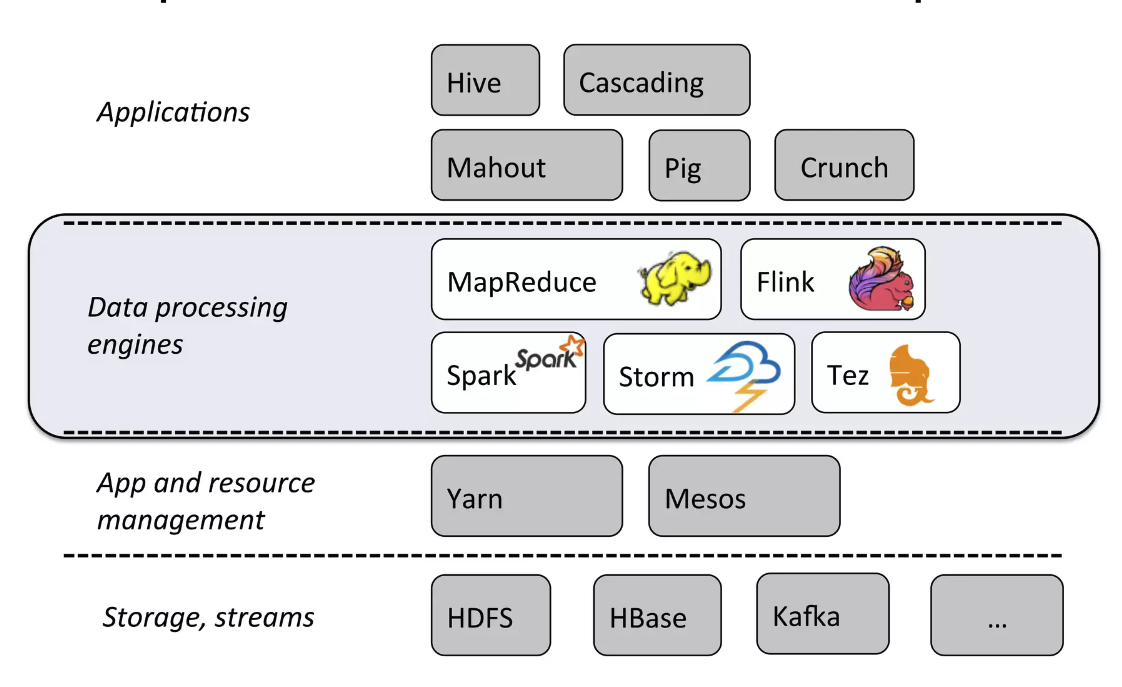 Applications
Hive
Cascading
Mahout
Pig
Crunch
Data processing
engines
MapReduce
Flink
Spark
Spark
Storm
Tez
App and resource
management
Yarn
Mesos
Storage, streams
HDFS
HBase
Kafka
...